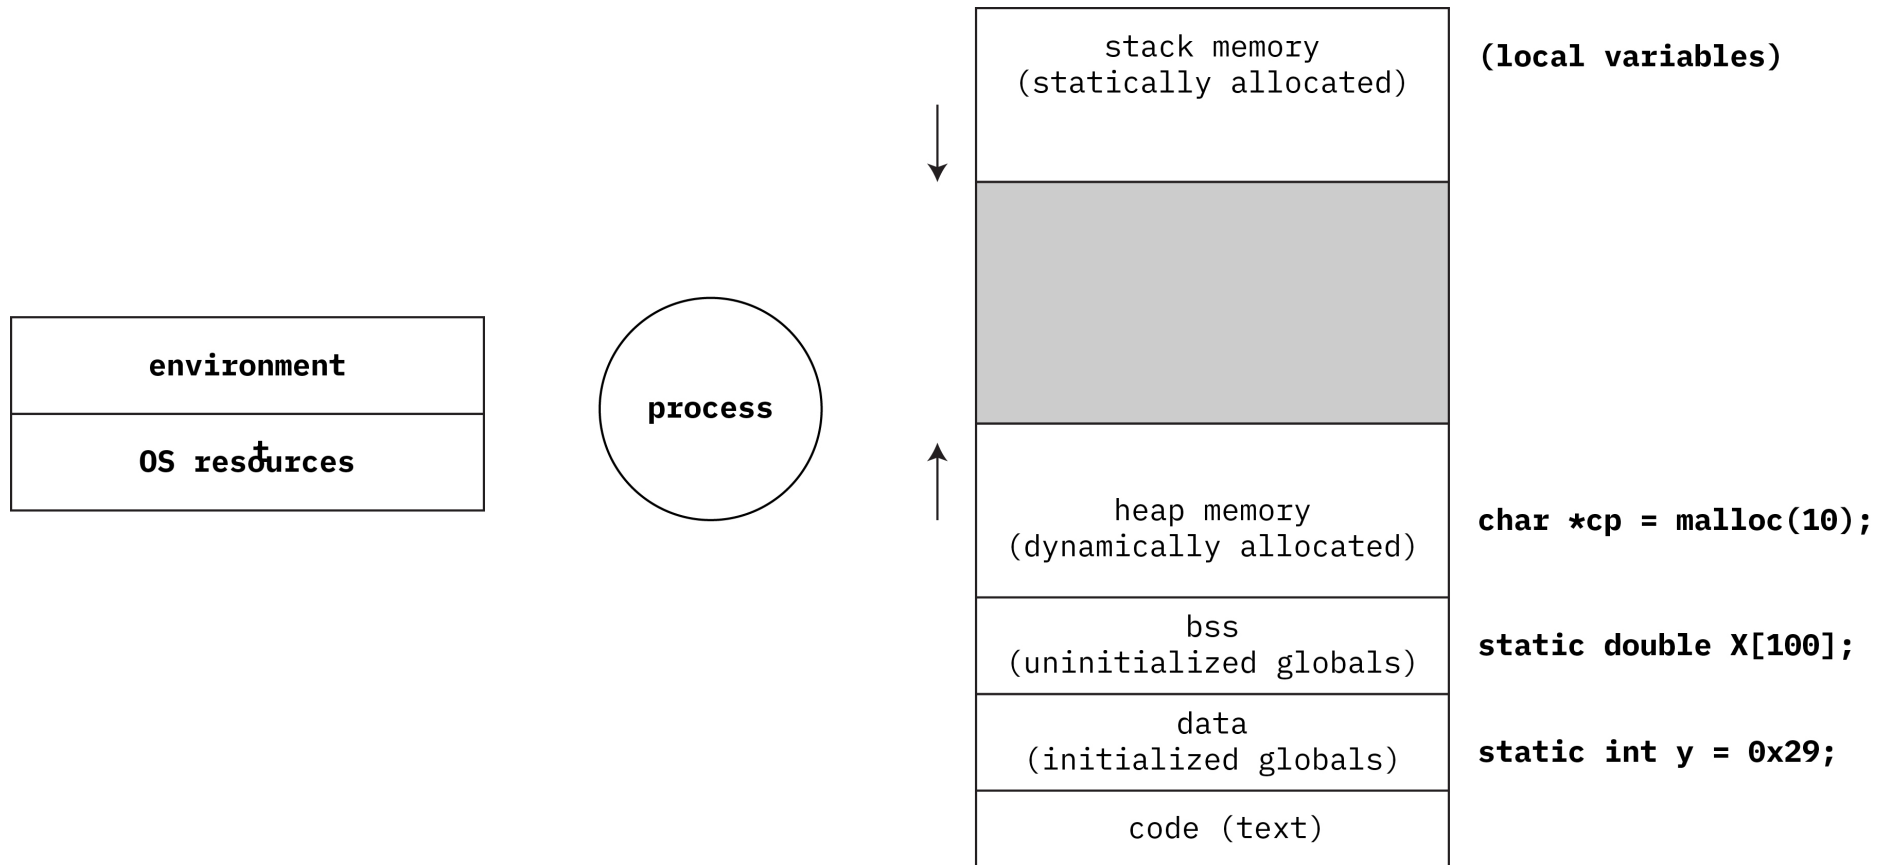 environment
t
OS resources
process
stack memory
(statically allocated)
(local variables)
heap memory
(dynamically allocated)
char *cp = malloc(10);
bss
(uninitialized globals)
static double X[100];
data
(initialized globals)
static int y = 0x29;
code (text)